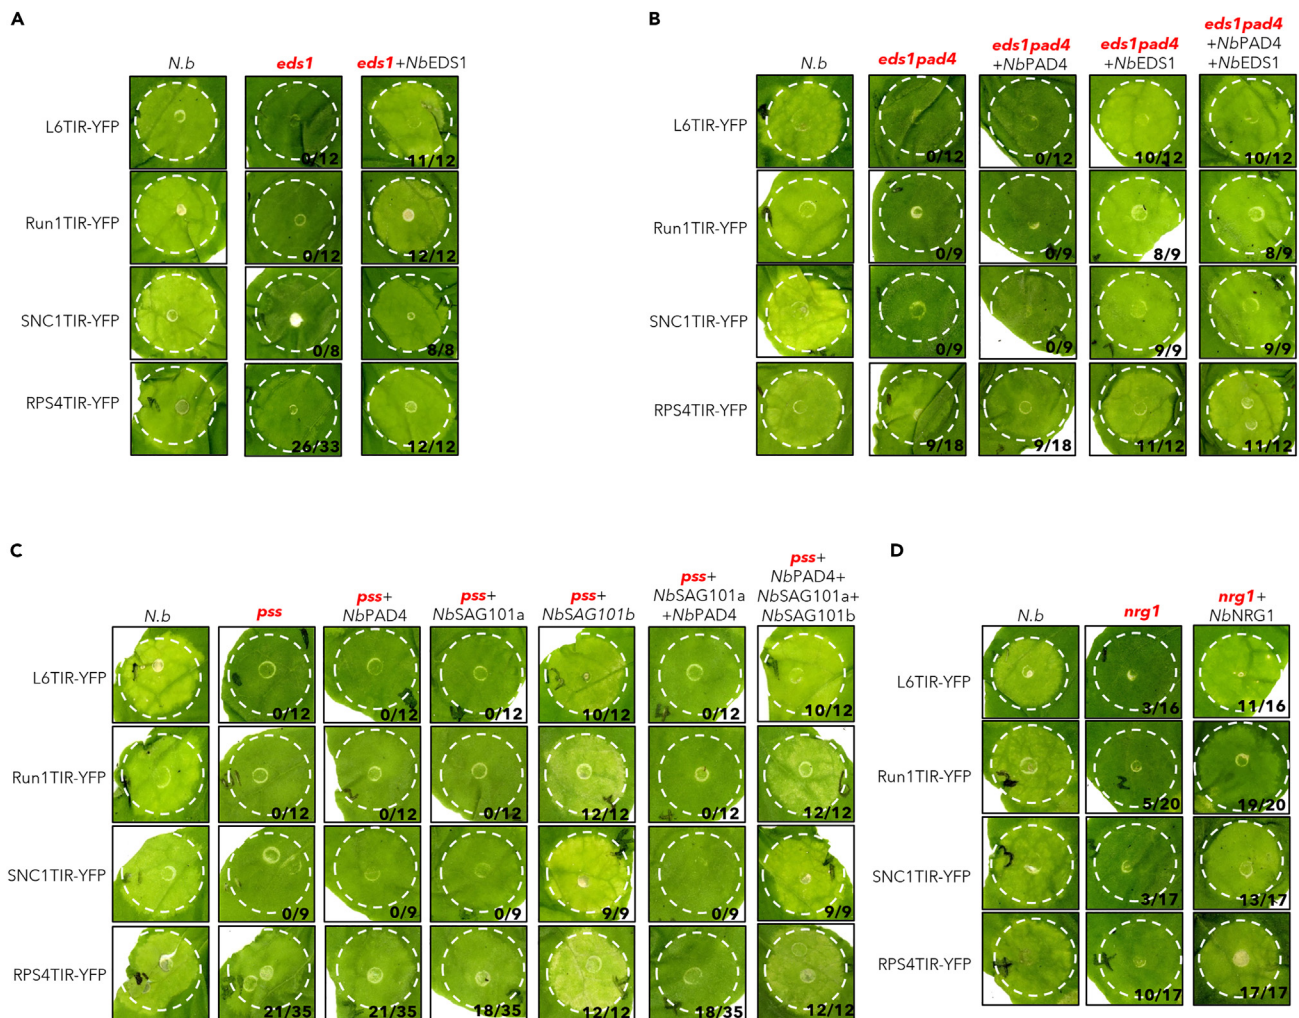 A
N.b
eds1
eds1+NbEDS1
L6TIR-YFP
0/12
11/12
Run1TIR-YFP
0/12
12/12
SNC1TIR-YFP
0/8
8/8
RPS4TIR-YFP
26/33
12/12
B
N.b
eds1pad4
eds1pad4
+NbPAD4
eds1pad4
+NbEDS1
eds1pad4
+NbPAD4
+NbEDS1
L6TIR-YFP
0/12
0/12
10/12
10/12
Run1TIR-YFP
0/9
0/9
8/9
8/9
SNC1TIR-YFP
0/9
0/9
9/9
9/9
RPS4TIR-YFP
9/18
9/18
11/12
11/12
C
N.b
pss
pss+
NbPAD4
pss+
NbSAG101a
pss+
NbSAG101b
pss+
NbSAG101a
+NbPAD4
pss+
NbPAD4+
NbSAG101a+
NbSAG101b
L6TIR-YFP
0/12
0/12
0/12
10/12
0/12
10/12
Run1TIR-YFP
0/12
0/12
0/12
12/12
0/12
12/12
SNC1TIR-YFP
0/9
0/9
0/9
9/9
0/9
9/9
RPS4TIR-YFP
21/35
21/35
18/35
12/12
18/35
12/12
D
N.b
nrg1
nrg1+
NbNRG1
L6TIR-YFP
3/16
11/16
Run1TIR-YFP
5/20
19/20
SNC1TIR-YFP
3/17
13/17
RPS4TIR-YFP
10/17
17/17